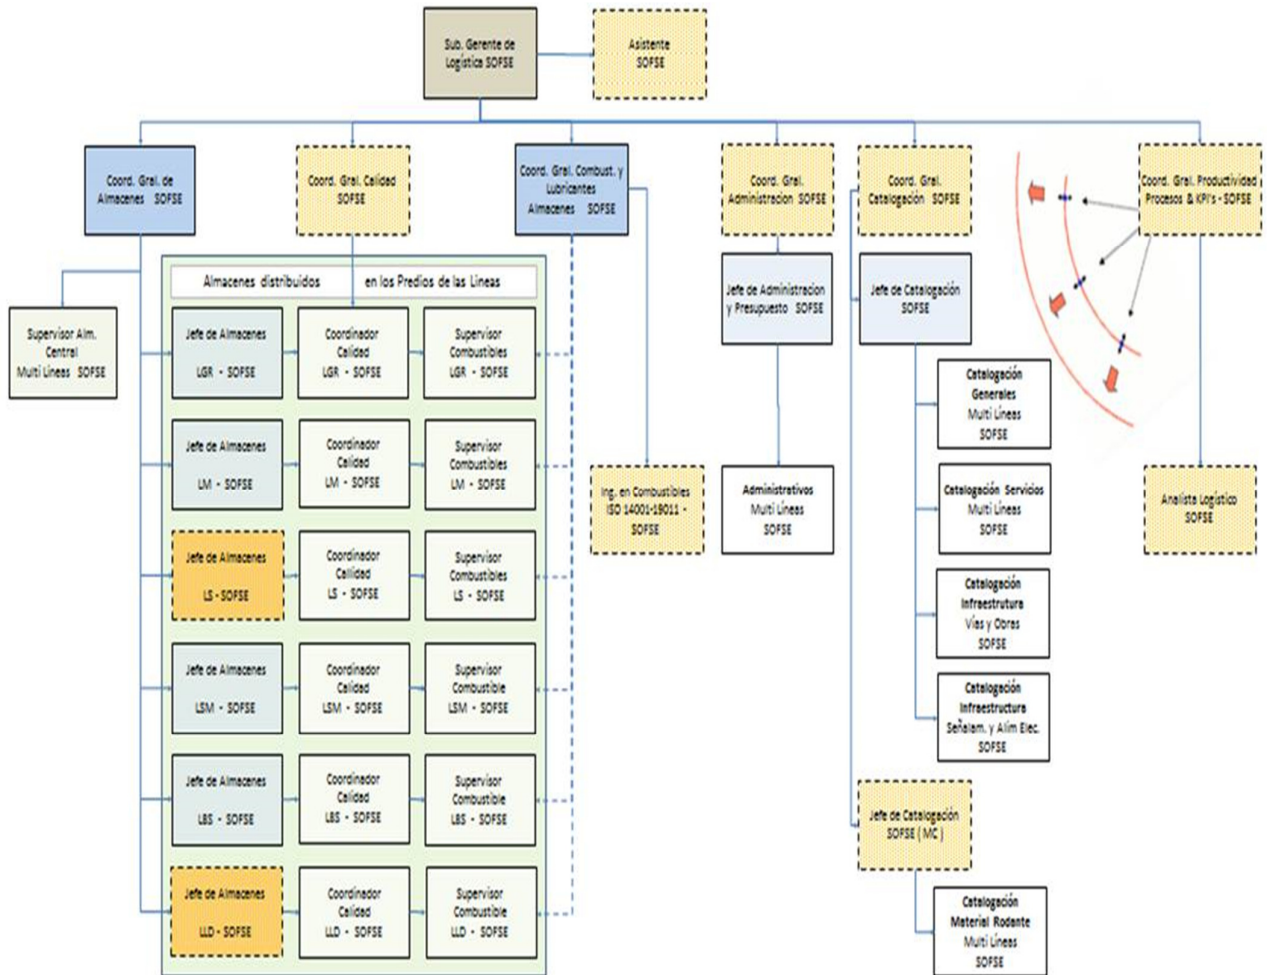 Sub. Gerente de
Logística SOFSE
Asistente
SOFSE
Coord. Gral. de
Almacenes SOFSE
Coord. Gral. Calidad
SOFSE
Coord. Gral. Combust. y
Lubricantes
Almacenes SOFSE
Coord. Gral.
Administracion SOFSE
Coord. Gral.
Catalogación SOFSE
Coord. Gral. Productividad
Procesos & KPI's - SOFSE
Almacenes distribuidos en los Predios de las Lineas
Supervisor Alm.
Central
Multi Lineas SOFSE
Jefe de Almacenes
LGR - SOFSE
Coordinador
Calidad
LGR - SOFSE
Supervisor
Combustibles
LGR - SOFSE
Jefe de Administracion
y Presupuesto SOFSE
Jefe de Catalogación
SOFSE
Jefe de Almacenes
LM - SOFSE
Coordinador
Calidad
LM - SOFSE
Supervisor
Combustibles
LM - SOFSE
Jefe de Almacenes
LS - SOFSE
Coordinador
Calidad
LS - SOFSE
Supervisor
Combustibles
LS - SOFSE
Jefe de Almacenes
LSM - SOFSE
Coordinador
Calidad
LSM - SOFSE
Supervisor
Combustible
LSM - SOFSE
Jefe de Almacenes
LBS - SOFSE
Coordinador
Calidad
LBS - SOFSE
Supervisor
Combustible
LBS - SOFSE
Jefe de Almacenes
LLD - SOFSE
Coordinador
Calidad
LLD - SOFSE
Supervisor
Combustible
LLD - SOFSE
Ing. en Combustibles
ISO 14001-19011 -
SOFSE
Administrativos
Multi Líneas
SOFSE
Catalogación
Generales
Multi Líneas
SOFSE
Catalogación Servicios
Multi Líneas
SOFSE
Catalogación
Infraestrutura
Vías y Obras
SOFSE
Catalogación
Infraestructura
Señalam. y Alim Elec.
SOFSE
Jefe de Catalogación
SOFSE ( MC )
Catalogación
Material Rodante
Multi Líneas
SOFSE
Analista Logístico
SOFSE